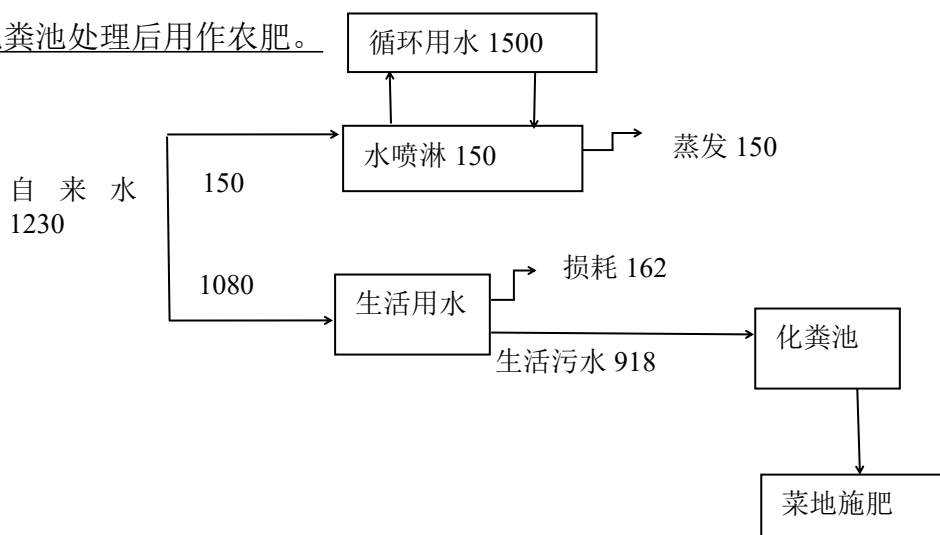 粪池处理后用作农肥。
循环用水 1500
水喷淋 150
蒸发 150
自 来 水
1230
150
1080
生活用水
损耗 162
生活污水 918
化粪池
菜地施肥